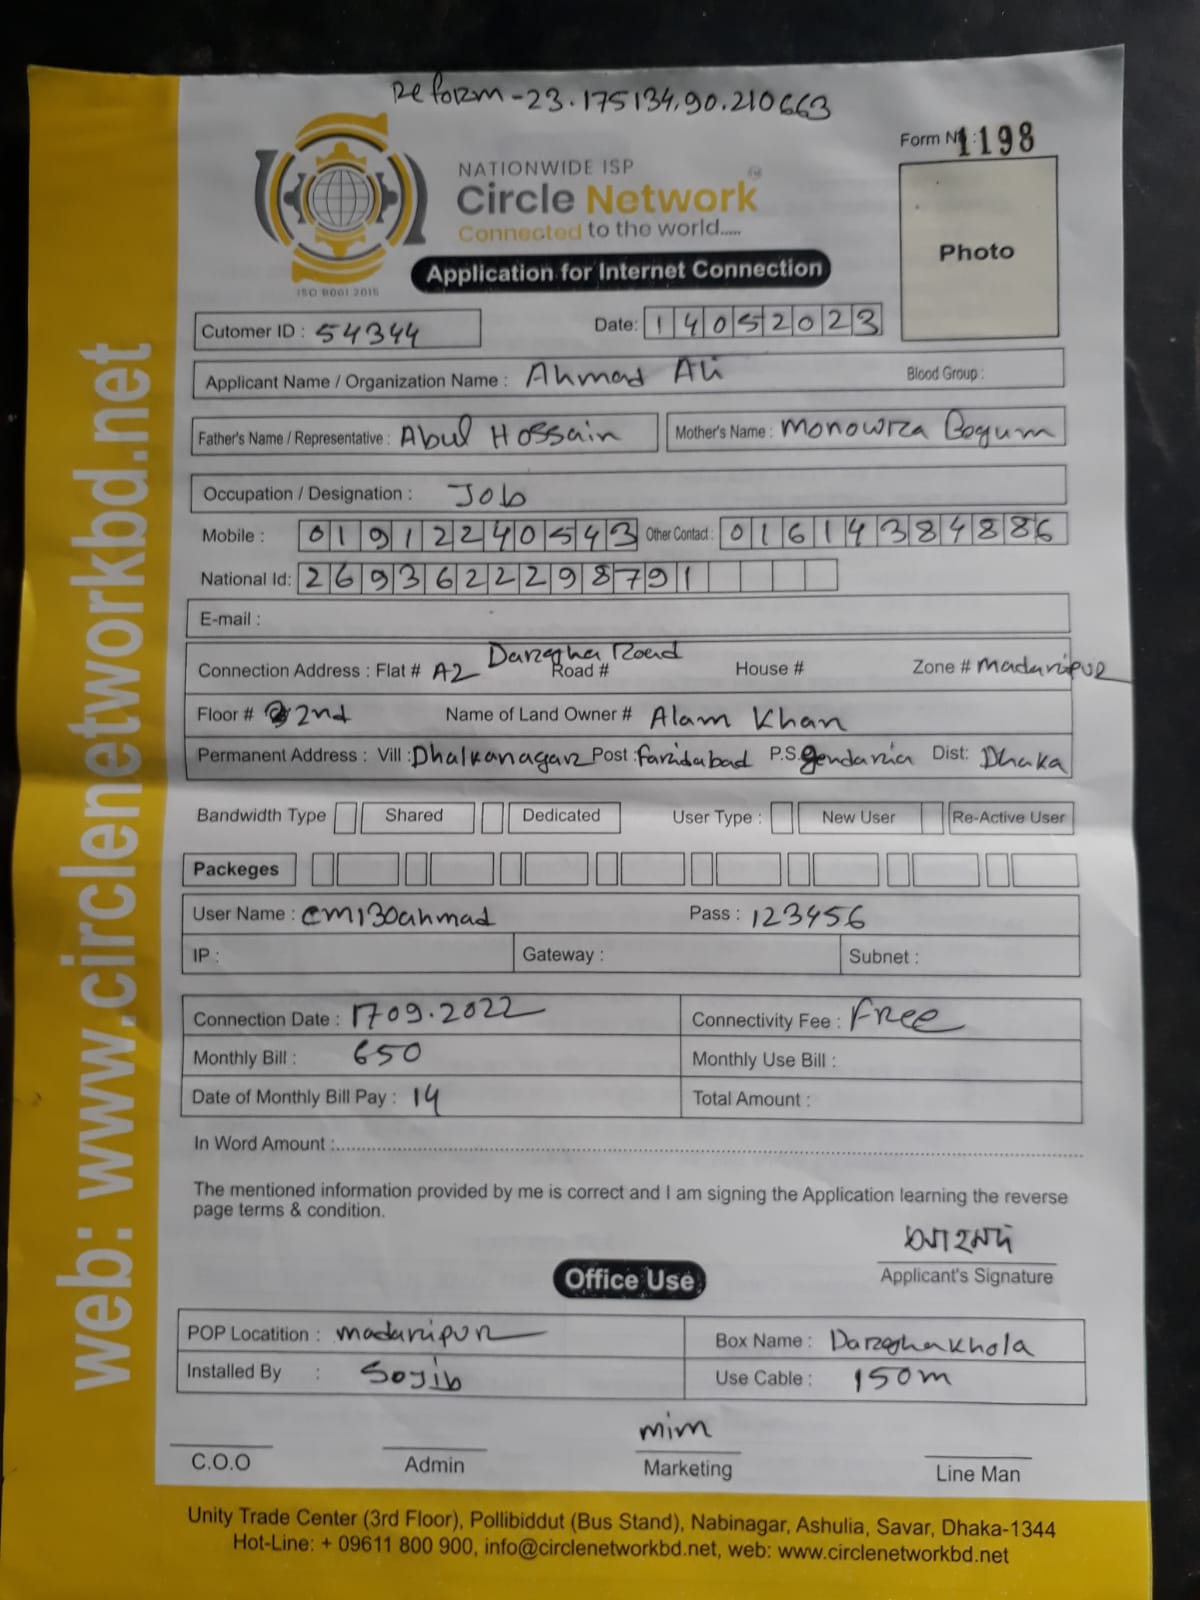 Reform-23.175134,90.210663
Form No: 1198
NATIONWIDE ISP
Circle Network
Connected to the world.....
ISO 9001 2015
Photo
Application for Internet Connection
Cutomer ID : 54344 Date: 14052023
Applicant Name / Organization Name : Ahmad Ali Blood Group :
Father's Name / Representative : Abul Hossain Mother's Name : Monowra Begum
Occupation / Designation : Job
Mobile : 01912240543 Other Contact : 01614384886
National Id: 2693622298791
E-mail :
Connection Address : Flat # A2 Road # Dargha Road House # Zone # Madaripur
Floor # 2nd Name of Land Owner # Alam Khan
Permanent Address : Vill : Dhalkanagar Post : faridabad P.S. gendaria Dist: Dhaka
Bandwidth Type Shared Dedicated User Type : New User Re-Active User
Packeges
User Name : cm130ahmad Pass : 123456
IP : Gateway : Subnet :
Connection Date : 1709.2022 Connectivity Fee : Free
Monthly Bill : 650 Monthly Use Bill :
Date of Monthly Bill Pay : 14 Total Amount :
In Word Amount :
The mentioned information provided by me is correct and I am signing the Application learning the reverse
page terms & condition.
Applicant's Signature
Office Use
POP Locatition : Madaripur Box Name : Darghakhola
Installed By : Sojib Use Cable : 150m
mim
C.O.O Admin Marketing Line Man
Unity Trade Center (3rd Floor), Pollibiddut (Bus Stand), Nabinagar, Ashulia, Savar, Dhaka-1344
Hot-Line: + 09611 800 900, info@circlenetworkbd.net, web: www.circlenetworkbd.net
web: www.circlenetworkbd.net